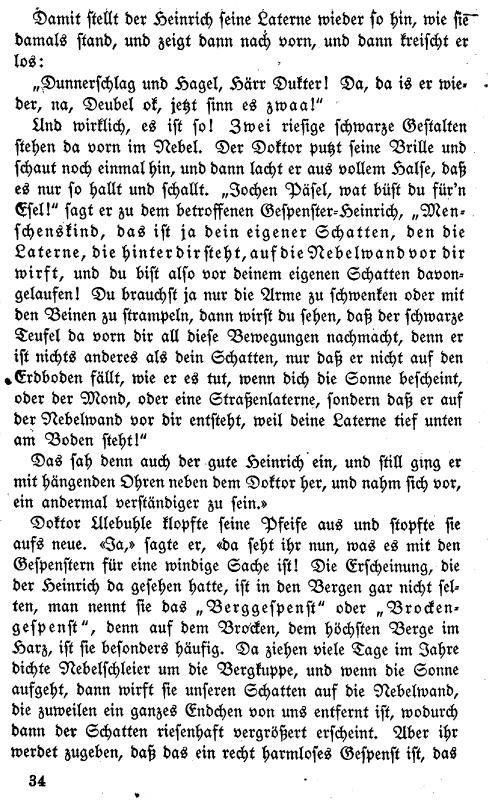 Damit stellt der Heinrich seine Laterne wieder so hin, wie sie
damals stand, und zeigt dann nach vorn, und dann kreischt er
los:
„Dunnerschlag und Hagel, Härr Dukter! Da, da is er wie-
der, na, Deubel ok, jetzt sinn es zwaa!“
Und wirklich, es ist so! Zwei riesige schwarze Gestalten
stehen da vorn im Nebel. Der Doktor putzt seine Brille und
schaut noch einmal hin, und dann lacht er aus vollem Halse, daß
es nur so hallt und schallt. „Jochen Päsel, wat büst du für'n
Esel!“ sagt er zu dem betroffenen Gespenster-Heinrich, „Men-
schenskind, das ist ja dein eigener Schatten, den die
Laterne, die hinter dir steht, auf die Nebelwand vor dir
wirft, und du bist also vor deinem eigenen Schatten davon-
gelaufen! Du brauchst ja nur die Arme zu schwenken oder mit
den Beinen zu strampeln, dann wirst du sehen, daß der schwarze
Teufel da vorn dir all diese Bewegungen nachmacht, denn er
ist nichts anderes als dein Schatten, nur daß er nicht auf den
Erdboden fällt, wie er es tut, wenn dich die Sonne bescheint,
oder der Mond, oder eine Straßenlaterne, sondern daß er auf
der Nebelwand vor dir entsteht, weil deine Laterne tief unten
am Boden steht!“
Das sah denn auch der gute Heinrich ein, und still ging er
mit hängenden Ohren neben dem Doktor her, und nahm sich vor,
ein andermal verständiger zu sein.»
Doktor Ulebuhle klopfte seine Pfeife aus und stopfte sie
aufs neue. «Ja,» sagte er, «da seht ihr nun, was es mit den
Gespenstern für eine windige Sache ist! Die Erscheinung, die
der Heinrich da gesehen hatte, ist in den Bergen gar nicht sel-
ten, man nennt sie das „Berggespenst“ oder „Brocken-
gespenst“, denn auf dem Brocken, dem höchsten Berge im
Harz, ist sie besonders häufig. Da ziehen viele Tage im Jahre
dichte Nebelschleier um die Bergkuppe, und wenn die Sonne
aufgeht, dann wirft sie unseren Schatten auf die Nebelwand,
die zuweilen ein ganzes Endchen von uns entfernt ist, wodurch
dann der Schatten riesenhaft vergrößert erscheint. Aber ihr
werdet zugeben, daß das ein recht harmloses Gespenst ist, das
34